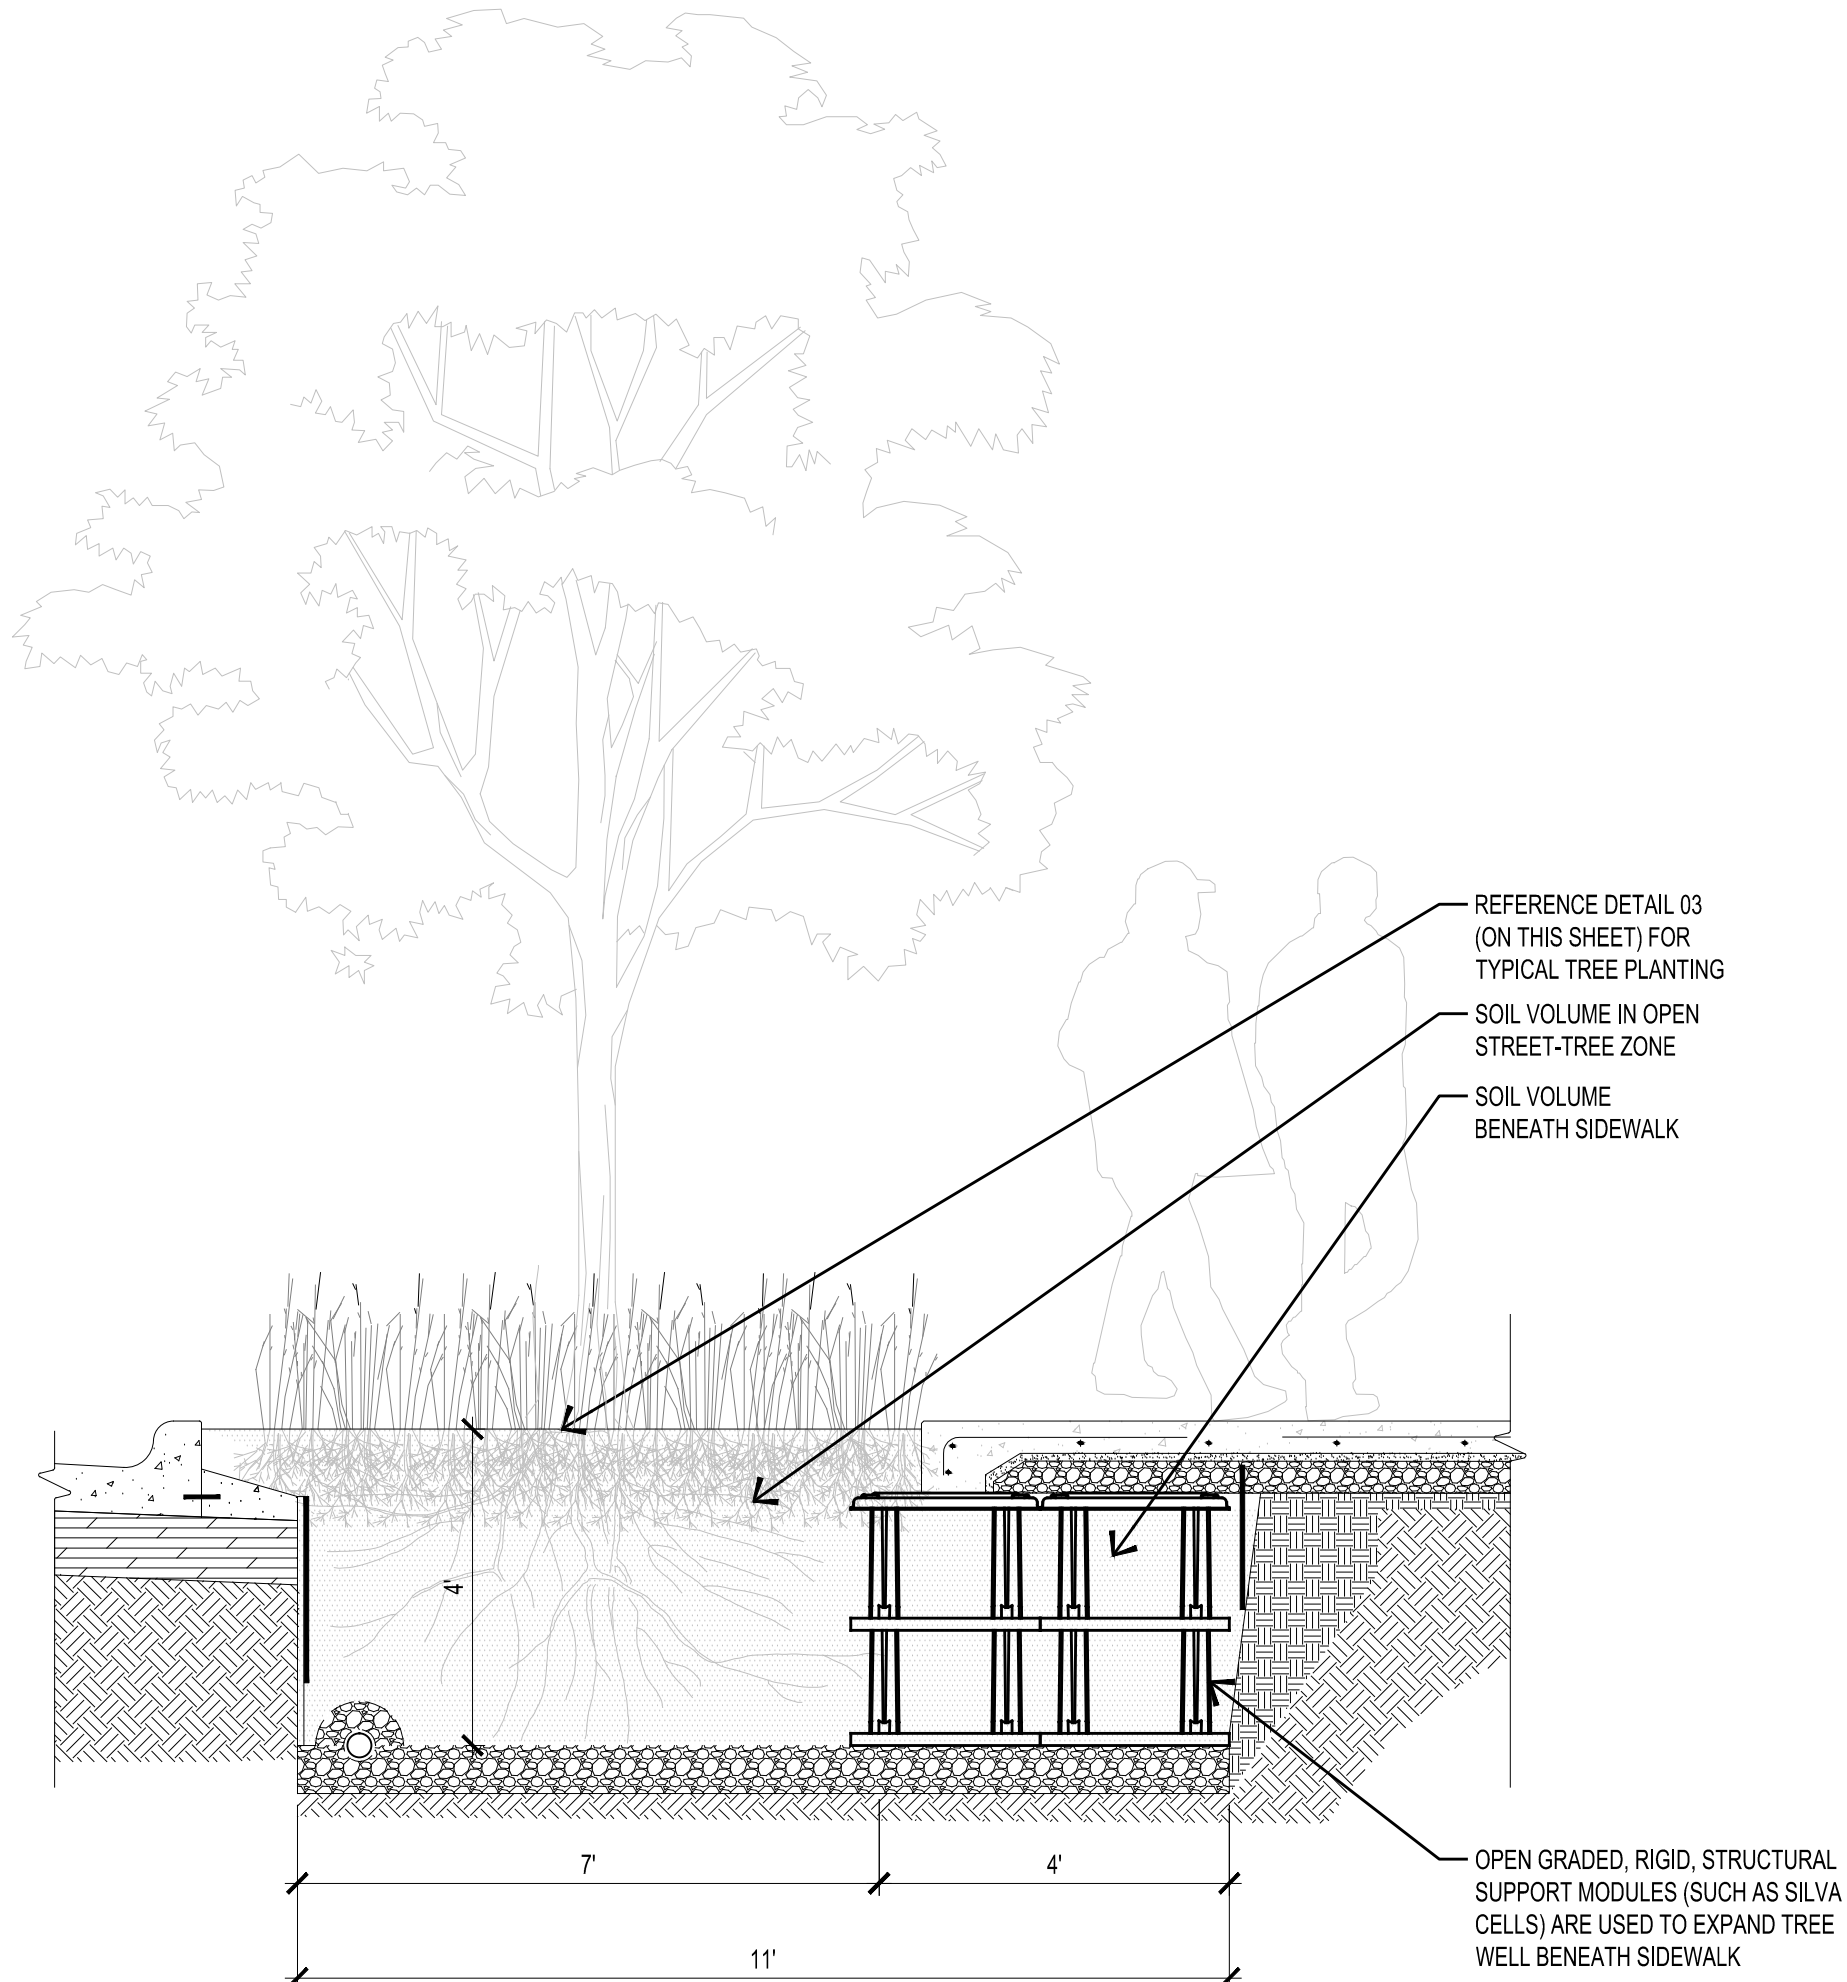 REFERENCE DETAIL 03
(ON THIS SHEET) FOR
TYPICAL TREE PLANTING
SOIL VOLUME IN OPEN
STREET-TREE ZONE
SOIL VOLUME
BENEATH SIDEWALK
4'
7'
4'
OPEN GRADED, RIGID, STRUCTURAL
SUPPORT MODULES (SUCH AS SILVA
CELLS) ARE USED TO EXPAND TREE
WELL BENEATH SIDEWALK
11'